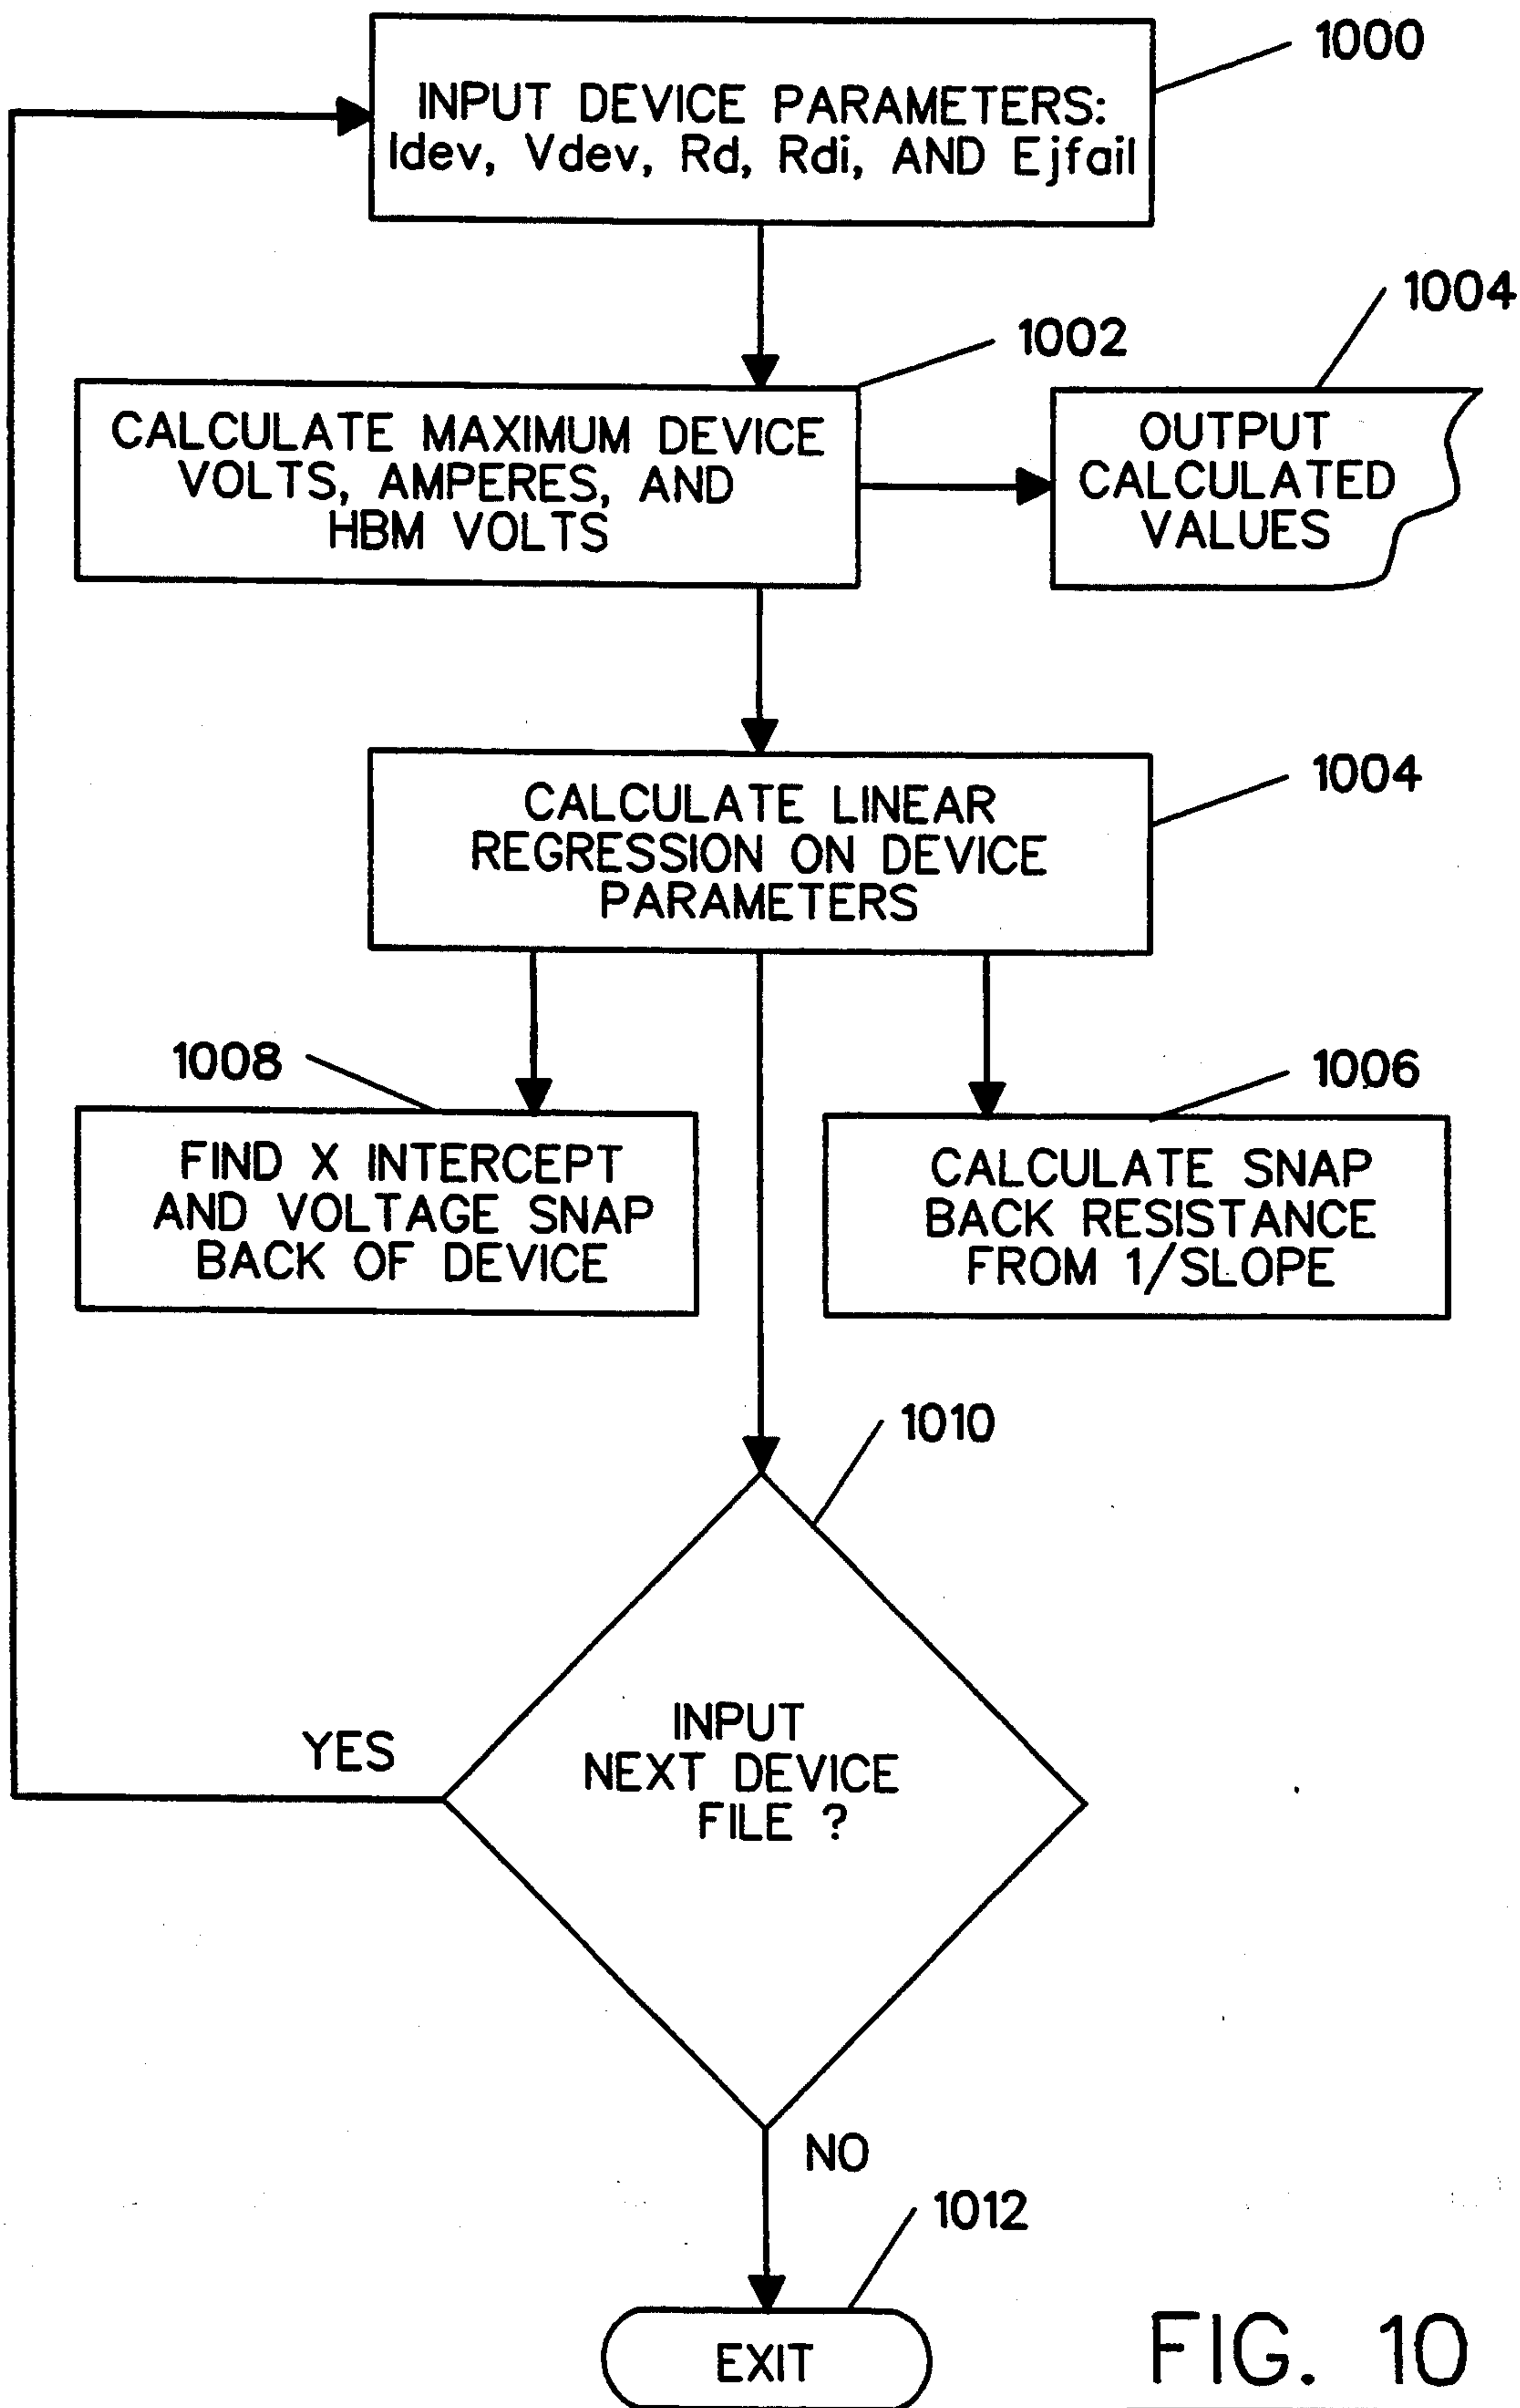 1000
INPUT DEVICE PARAMETERS:
Idev, Vdev, Rd, Rdi, AND Ejfail
1002
1004
CALCULATE MAXIMUM DEVICE
VOLTS, AMPERES, AND
HBM VOLTS
OUTPUT
CALCULATED
VALUES
1004
CALCULATE LINEAR
REGRESSION ON DEVICE
PARAMETERS
1008
1006
FIND X INTERCEPT
AND VOLTAGE SNAP
BACK OF DEVICE
CALCULATE SNAP
BACK RESISTANCE
FROM 1/SLOPE
1010
INPUT
NEXT DEVICE
FILE ?
YES
NO
1012
EXIT
FIG. 10